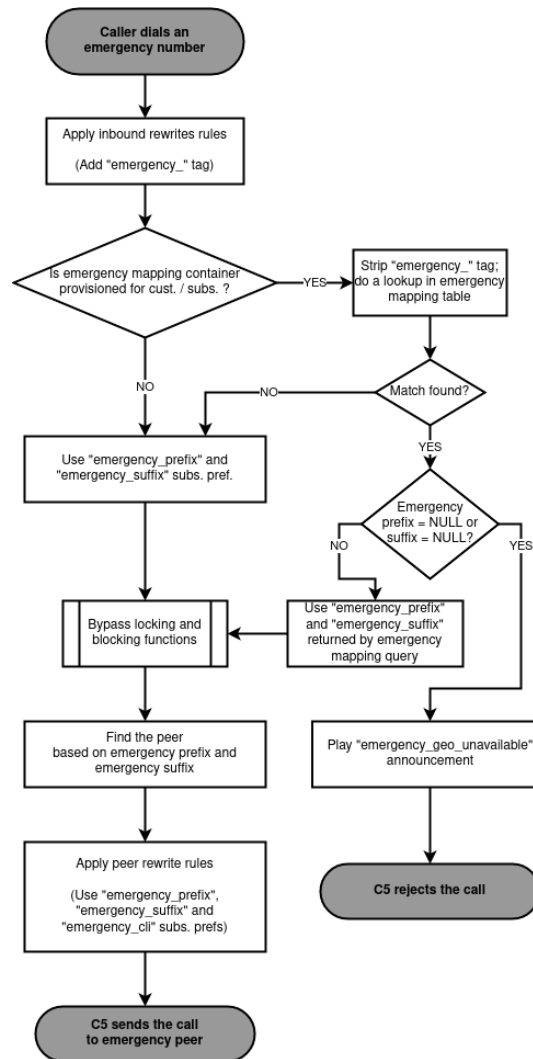 Caller dials an
emergency number
Apply inbound rewrites rules
(Add "emergency_" tag)
Is emergency mapping container
provisioned for cust. / subs. ?
YES
Strip "emergency_" tag;
do a lookup in emergency
mapping table
NO
Match found?
NO
YES
Use "emergency_prefix" and
"emergency_suffix" subs. pref.
Emergency
prefix = NULL or
suffix = NULL?
NO
YES
Bypass locking and
blocking functions
Use "emergency_prefix"
and "emergency_suffix"
returned by emergency
mapping query
Find the peer
based on emergency prefix and
emergency suffix
Play "emergency_geo_unavailable"
announcement
Apply peer rewrite rules
(Use "emergency_prefix",
"emergency_suffix" and
"emergency_cli" subs. prefs)
C5 rejects the call
C5 sends the call
to emergency peer